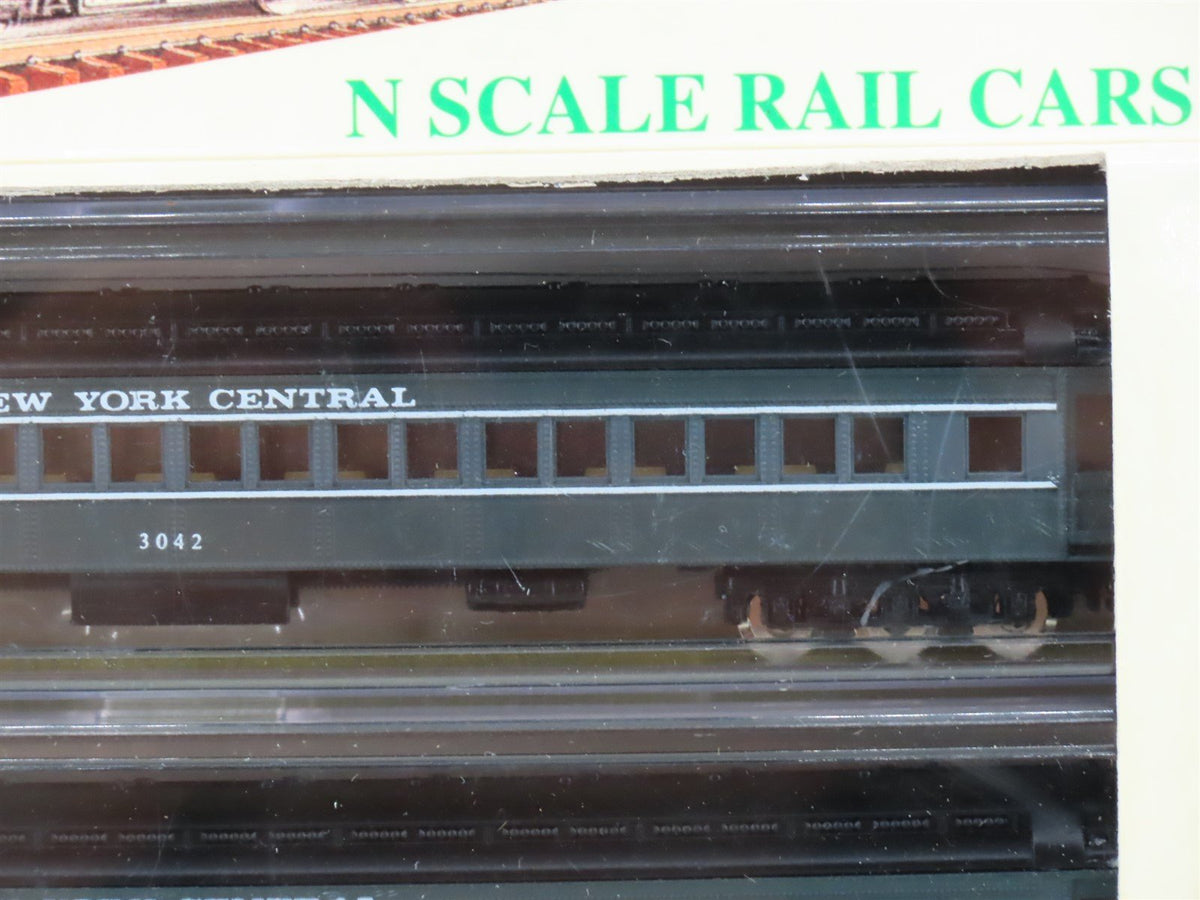 N SCALE RAIL CARS
EW YORK CENTRAL
3042